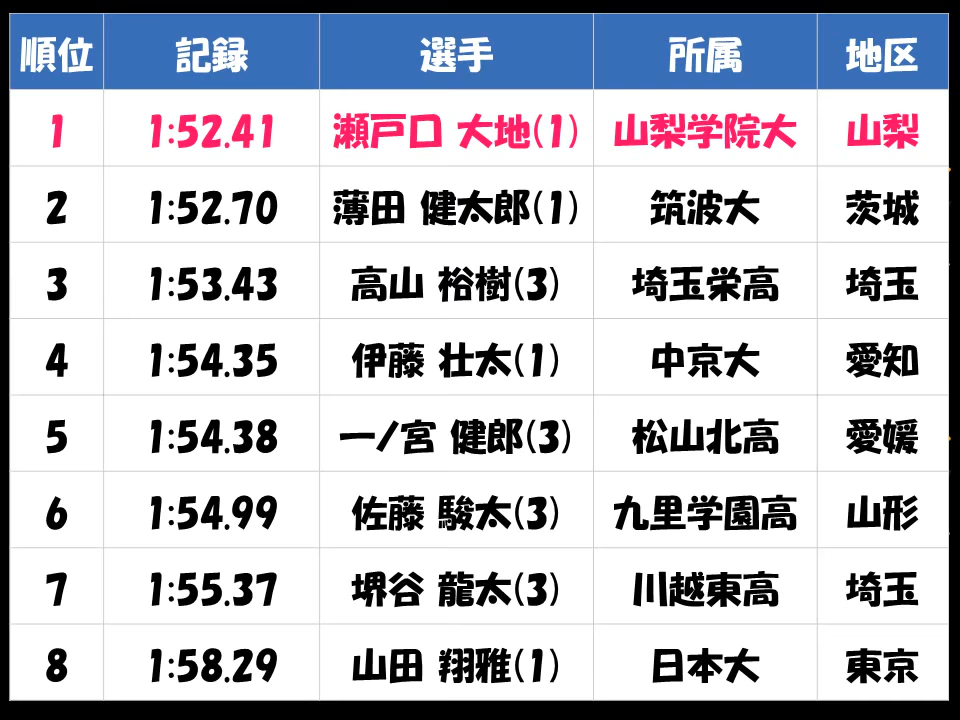 順位 記録 選手 所属 地区
1 1:52.41 瀬戸口 大地(1) 山梨学院大 山梨
2 1:52.70 薄田 健太郎(1) 筑波大 茨城
3 1:53.43 高山 裕樹(3) 埼玉栄高 埼玉
4 1:54.35 伊藤 壮太(1) 中京大 愛知
5 1:54.38 一ノ宮 健郎(3) 松山北高 愛媛
6 1:54.99 佐藤 駿太(3) 九里学園高 山形
7 1:55.37 堺谷 龍太(3) 川越東高 埼玉
8 1:58.29 山田 翔雅(1) 日本大 東京